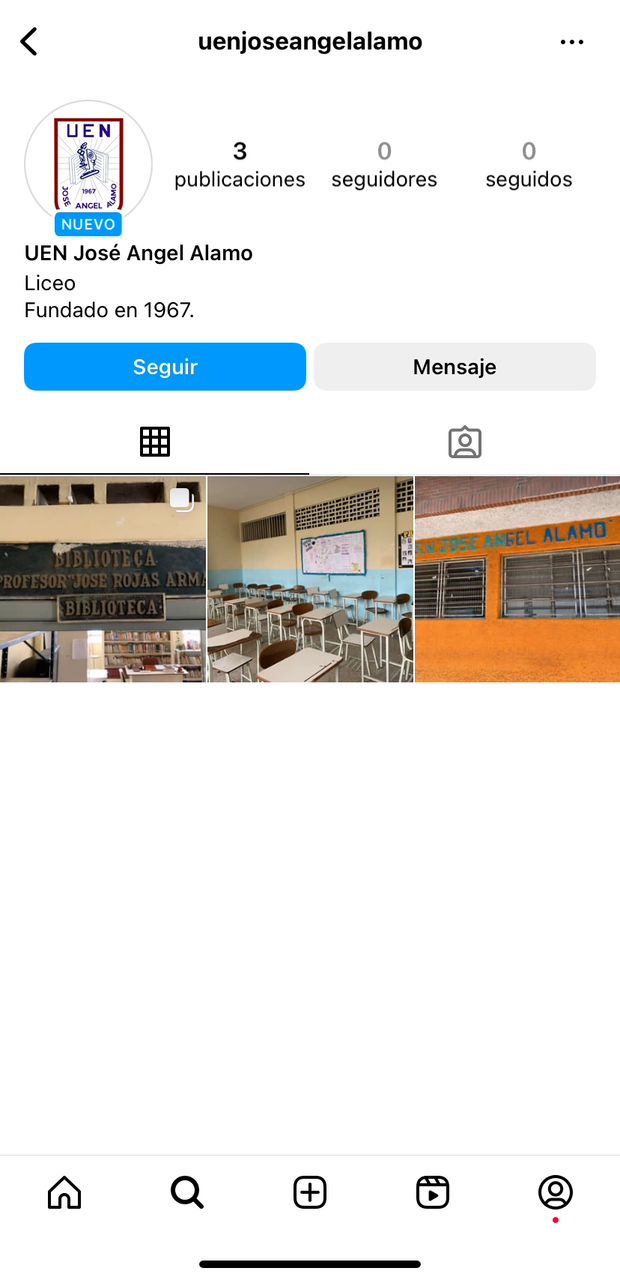 uenjoseangelalamo
UEN
1967
JOSE ANGEL ALAMO
NUEVO
3 publicaciones
0 seguidores
0 seguidos
UEN José Angel Alamo
Liceo
Fundado en 1967.
Seguir
Mensaje
BIBLIOTECA
PROFESOR "JOSE ROJAS ARMA
BIBLIOTECA
EN JOSE ANGEL ALAMO